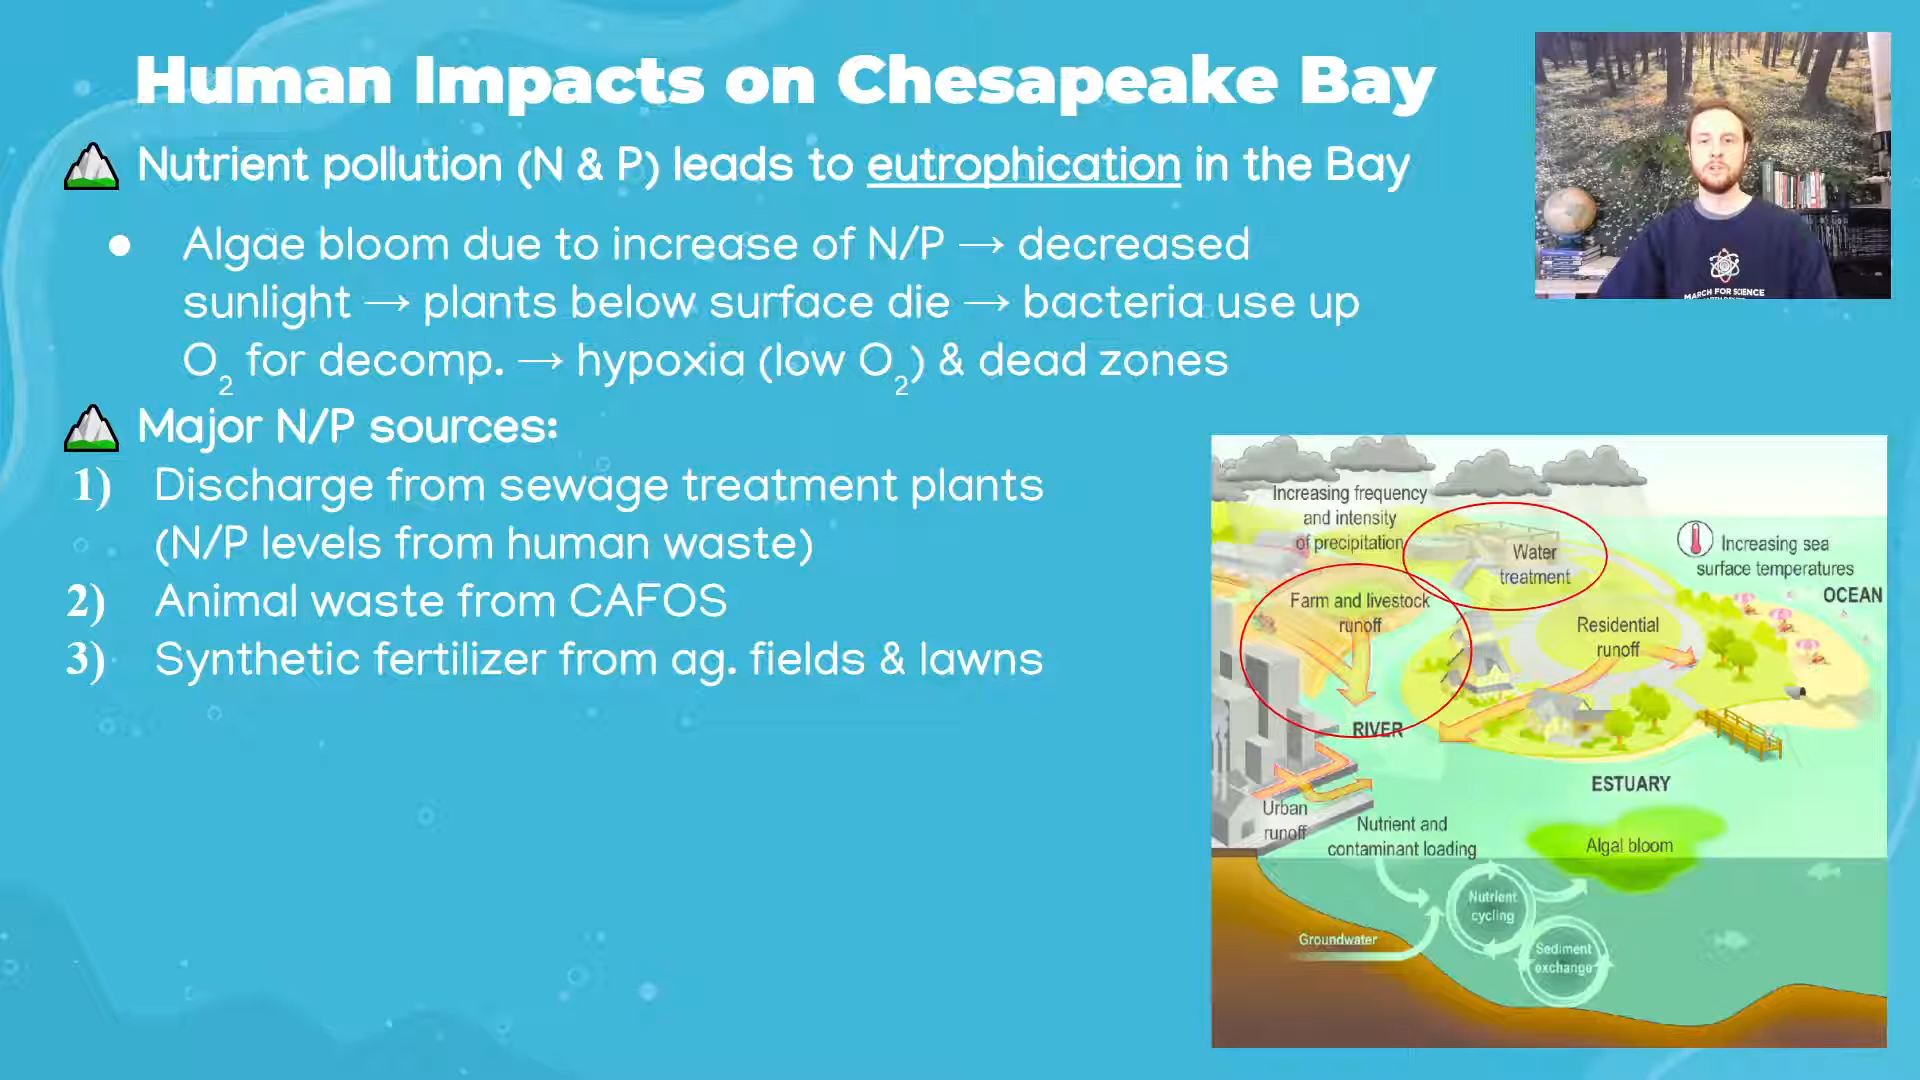 Human Impacts on Chesapeake Bay
Nutrient pollution (N & P) leads to eutrophication in the Bay
● Algae bloom due to increase of N/P → decreased
sunlight → plants below surface die → bacteria use up
O2 for decomp. → hypoxia (low O2) & dead zones
Major N/P sources:
1) Discharge from sewage treatment plants
(N/P levels from human waste)
2) Animal waste from CAFOS
3) Synthetic fertilizer from ag. fields & lawns
MARCH FOR SCIENCE
Increasing frequency
and intensity
of precipitation
Water
treatment
Increasing sea
surface temperatures
OCEAN
Farm and livestock
runoff
Residential
runoff
RIVER
ESTUARY
Urban
runoff
Nutrient and
contaminant loading
Algal bloom
Nutrient
cycling
Groundwater
Sediment
exchange